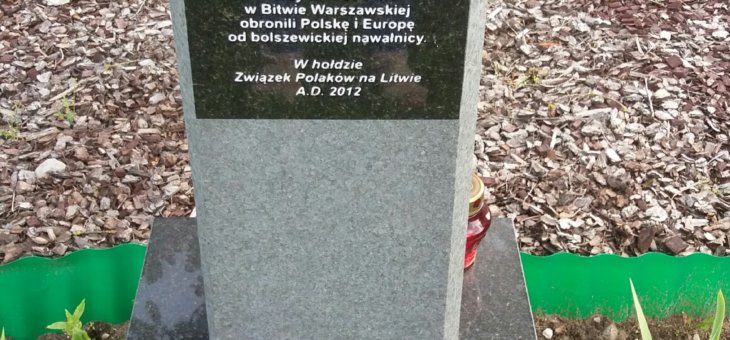 w Bitwie Warszawskiej
obronili Polskę i Europę
od bolszewickiej nawałnicy.
W hołdzie
Związek Polaków na Litwie
A.D. 2012